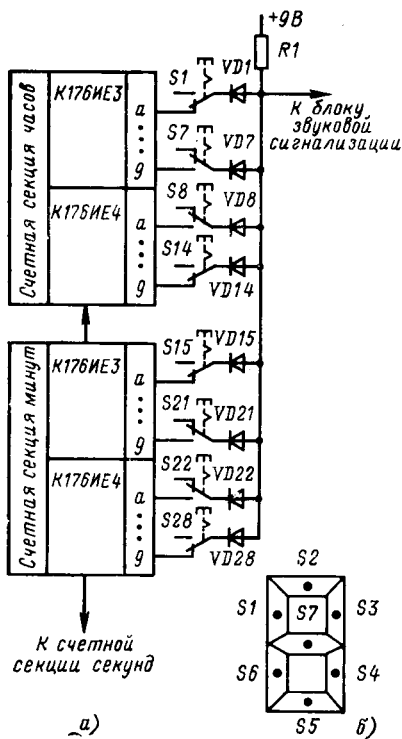 +9В
R1
S1
VD1
К блоку
звуковой
сигнализации
Счетная секция часов
К176ИЕ3
а
g
S7
VD7
К176ИЕ4
а
g
S8
VD8
S14
VD14
Счетная секция минут
К176ИЕ3
а
g
S15
VD15
S21
VD21
К176ИЕ4
а
g
S22
VD22
S28
VD28
К счетной
секции секунд
S2
S1
S7
S3
S6
S4
S5
а)
б)